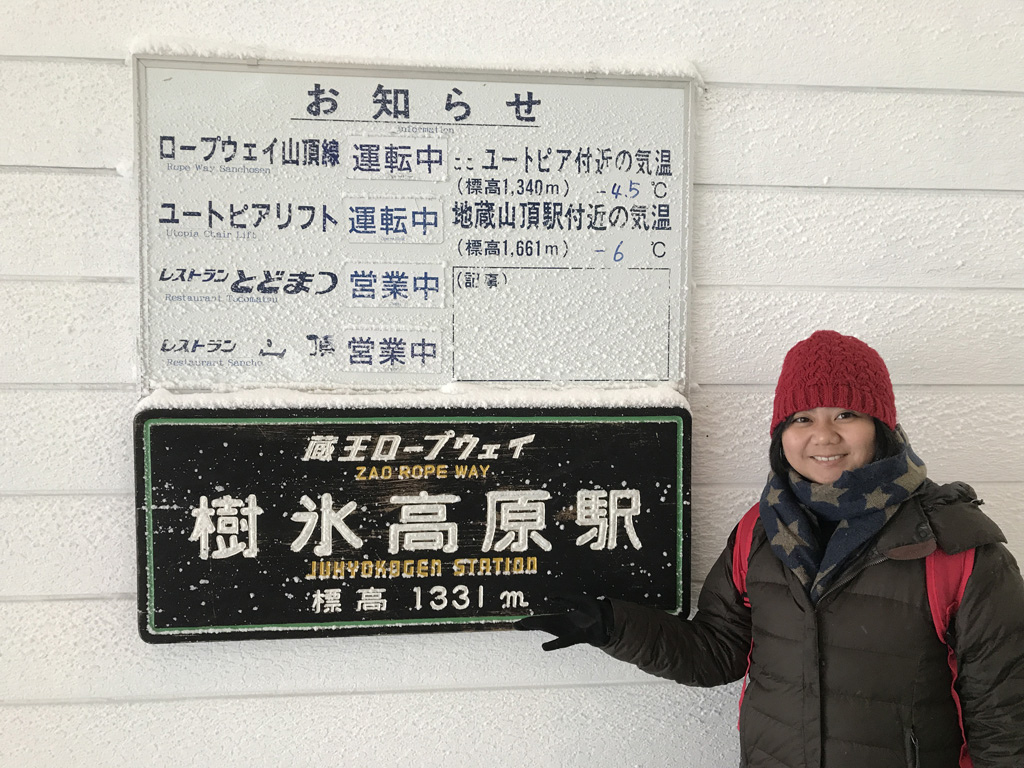 お知らせ
information
ロープウェイ山頂線 運転中
Rope Way Sanchosen
ユートピアリフト 運転中
Utopia Chair Lift
レストラン とどまつ 営業中
Restaurant Todomatsu
レストラン 山頂 営業中
Restaurant Sancho
ここ ユートピア付近の気温
(標高1,340m) -4.5 ℃
地蔵山頂駅付近の気温
(標高1,661m) -6 ℃
(記事)
蔵王ロープウェイ
ZAO ROPE WAY
樹氷高原駅
JUHYOKOGEN STATION
標高 1331m